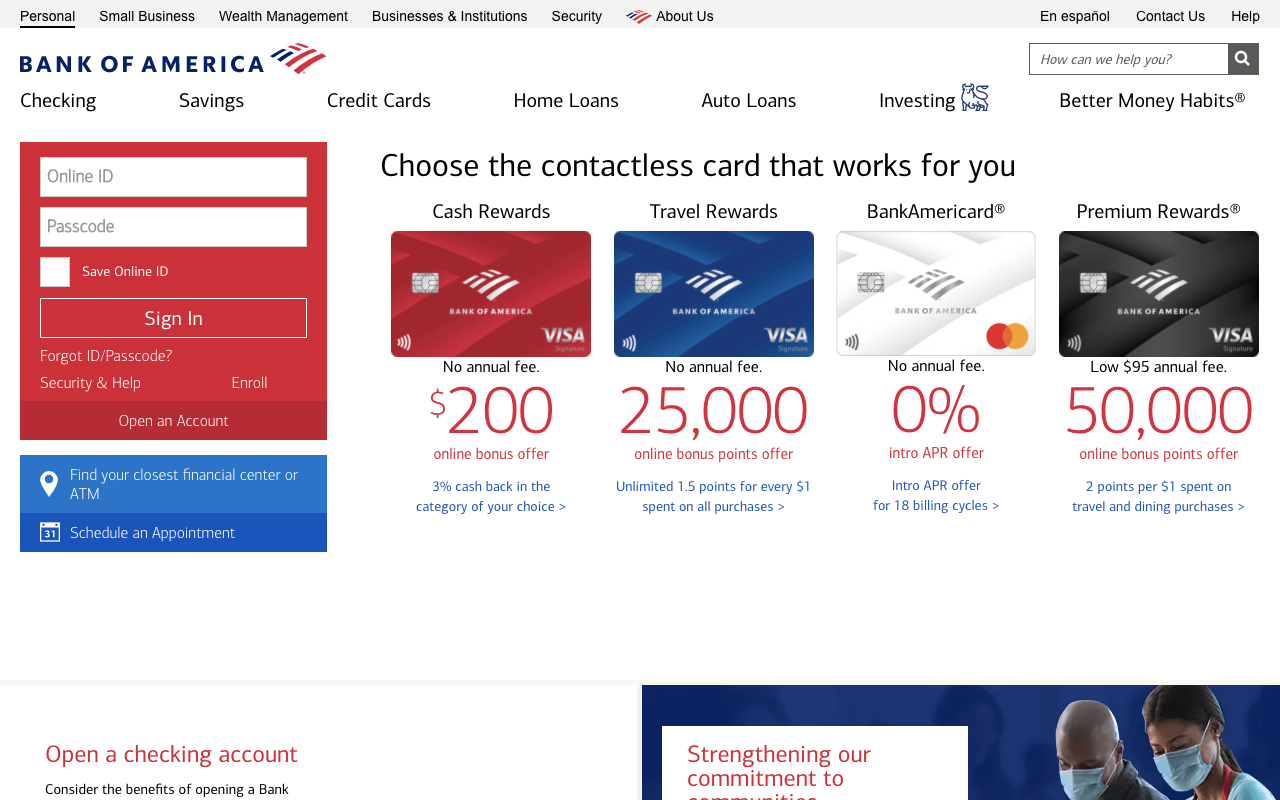 Personal
Small Business
Wealth Management
Businesses & Institutions
Security
About Us
En español
Contact Us
Help
BANK OF AMERICA
How can we help you?
Checking
Savings
Credit Cards
Home Loans
Auto Loans
Investing
Better Money Habits®
Online ID
Passcode
Save Online ID
Sign In
Forgot ID/Passcode?
Security & Help
Enroll
Open an Account
Find your closest financial center or
ATM
31
Schedule an Appointment
Choose the contactless card that works for you
Cash Rewards
BANK OF AMERICA
VISA
Signature
No annual fee.
$200
online bonus offer
3% cash back in the
category of your choice >
Travel Rewards
BANK OF AMERICA
VISA
Signature
No annual fee.
25,000
online bonus points offer
Unlimited 1.5 points for every $1
spent on all purchases >
BankAmericard®
BANK OF AMERICA
No annual fee.
0%
intro APR offer
Intro APR offer
for 18 billing cycles >
Premium Rewards®
BANK OF AMERICA
VISA
Signature
Low $95 annual fee.
50,000
online bonus points offer
2 points per $1 spent on
travel and dining purchases >
Open a checking account
Consider the benefits of opening a Bank
Strengthening our
commitment to
communities